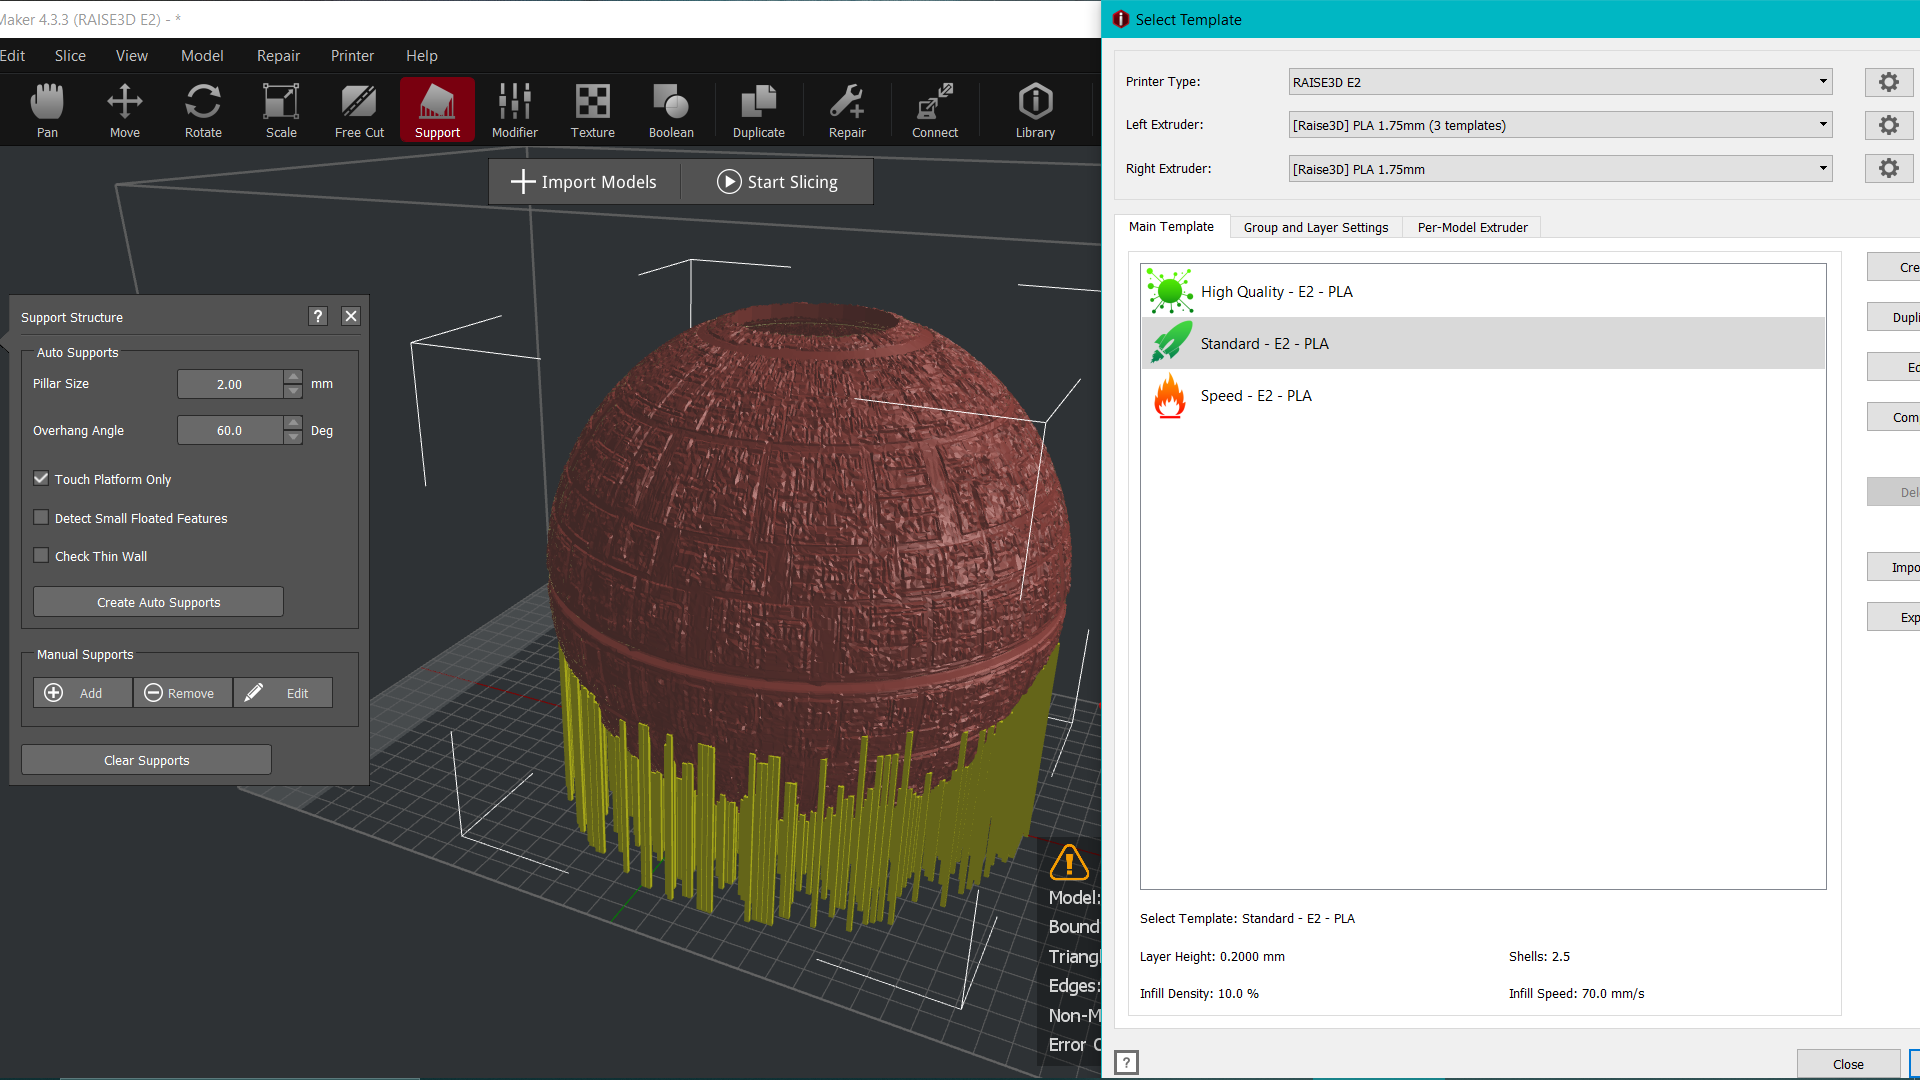 Maker 4.3.3 (RAISE3D E2) - *
Select Template
Edit Slice View Model Repair Printer Help
Pan Move Rotate Scale Free Cut Support Modifier Texture Boolean Duplicate Repair Connect Library
Import Models Start Slicing
Support Structure ?
Auto Supports
Pillar Size 2.00 mm
Overhang Angle 60.0 Deg
Touch Platform Only
Detect Small Floated Features
Check Thin Wall
Create Auto Supports
Manual Supports
Add Remove Edit
Clear Supports
Model:
Bound
Triangl
Edges:
Non-M
Error C
Printer Type: RAISE3D E2
Left Extruder: [Raise3D] PLA 1.75mm (3 templates)
Right Extruder: [Raise3D] PLA 1.75mm
Main Template Group and Layer Settings Per-Model Extruder
High Quality - E2 - PLA
Standard - E2 - PLA
Speed - E2 - PLA
Cre
Dupli
Ed
Com
Del
Impo
Exp
Select Template: Standard - E2 - PLA
Layer Height: 0.2000 mm Shells: 2.5
Infill Density: 10.0 % Infill Speed: 70.0 mm/s
? Close